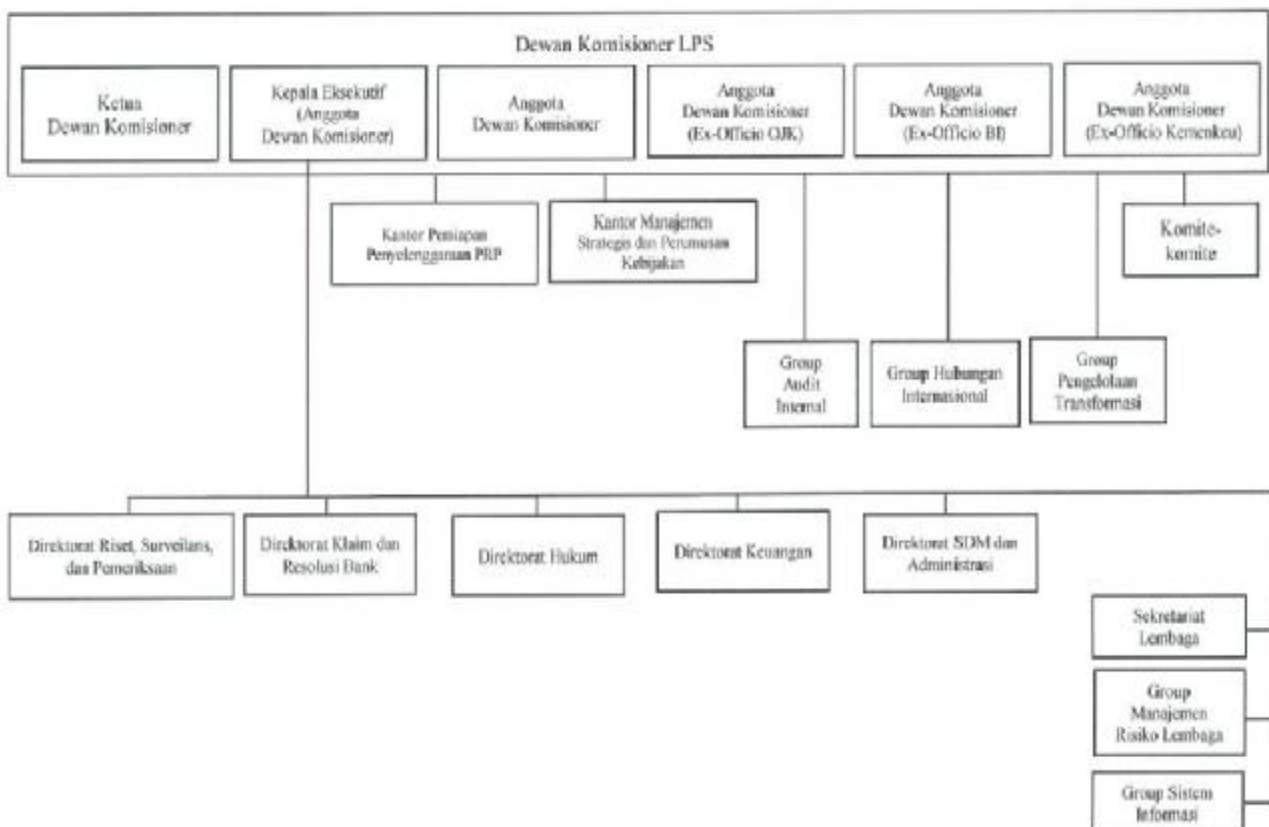 Dewan Komisioner LPS
Ketua
Dewan Komisioner
Kepala Eksekutif
(Anggota
Dewan Komisioner)
Anggota
Dewan Komisioner
Anggota
Dewan Komisioner
(Ex-Officio OJK)
Anggota
Dewan Komisioner
(Ex-Officio BI)
Anggota
Dewan Komisioner
(Ex-Officio Kemenkeu)
Kantor Persiapan
Penyelenggaraan PRP
Kantor Manajemen
Strategis dan Perumusan
Kebijakan
Komite-
komite
Group
Audit
Internal
Group Hubungan
Internasional
Group
Pengelolaan
Transformasi
Direktorat Riset, Surveilans,
dan Pemeriksaan
Direktorat Klaim dan
Resolusi Bank
Direktorat Hukum
Direktorat Keuangan
Direktorat SDM dan
Administrasi
Sekretariat
Lembaga
Group
Manajemen
Risiko Lembaga
Group Sistem
Informasi